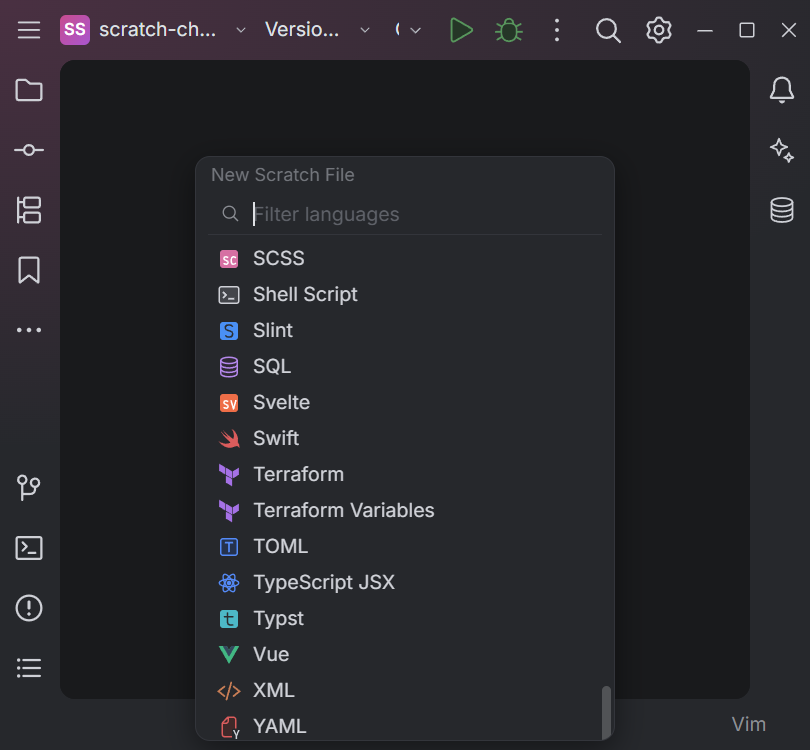 SS scratch-ch... Versio...
New Scratch File
Filter languages
SC SCSS
Shell Script
S Slint
SQL
SV Svelte
Swift
Terraform
Terraform Variables
T TOML
TypeScript JSX
t Typst
Vue
XML
Y YAML
Vim